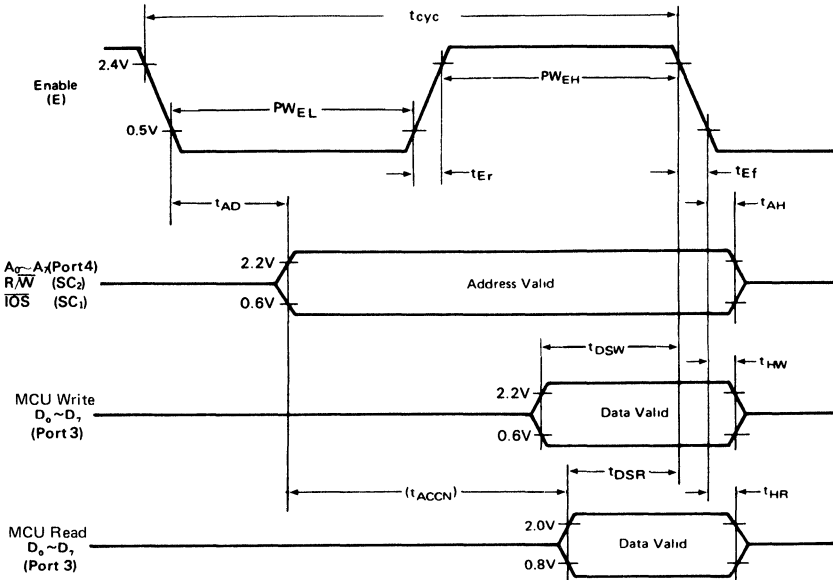 tcyc
2.4V
Enable
(E)
PWEH
PWEL
0.5V
tEr
tEf
tAD
tAH
A₀~A₇(Port4)
R/W̅ (SC₂)
I̅O̅S̅ (SC₁)
2.2V
Address Valid
0.6V
tDSW
tHW
MCU Write
D₀~D₇
(Port 3)
2.2V
Data Valid
0.6V
tDSR
(tACCN)
tHR
MCU Read
D₀~D₇
(Port 3)
2.0V
Data Valid
0.8V